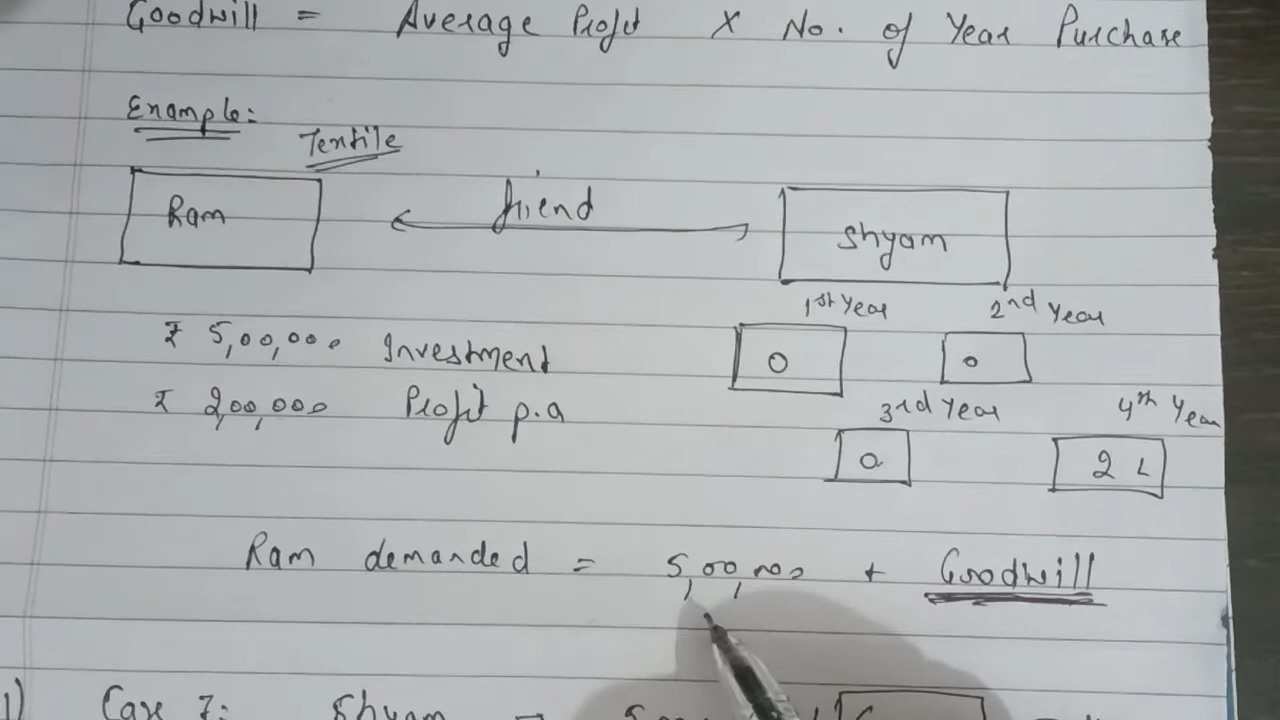 Goodwill = Average Profit X No. of Year Purchase
Example:
Textile
Ram
friend
Shyam
1st Year
2nd Year
₹ 5,00,000 Investment
0
0
₹ 2,00,000 Profit p.a
3rd Year
4th Year
0
2 L
Ram demanded = 5,00,000 + Goodwill
1) Case 7: Shyam